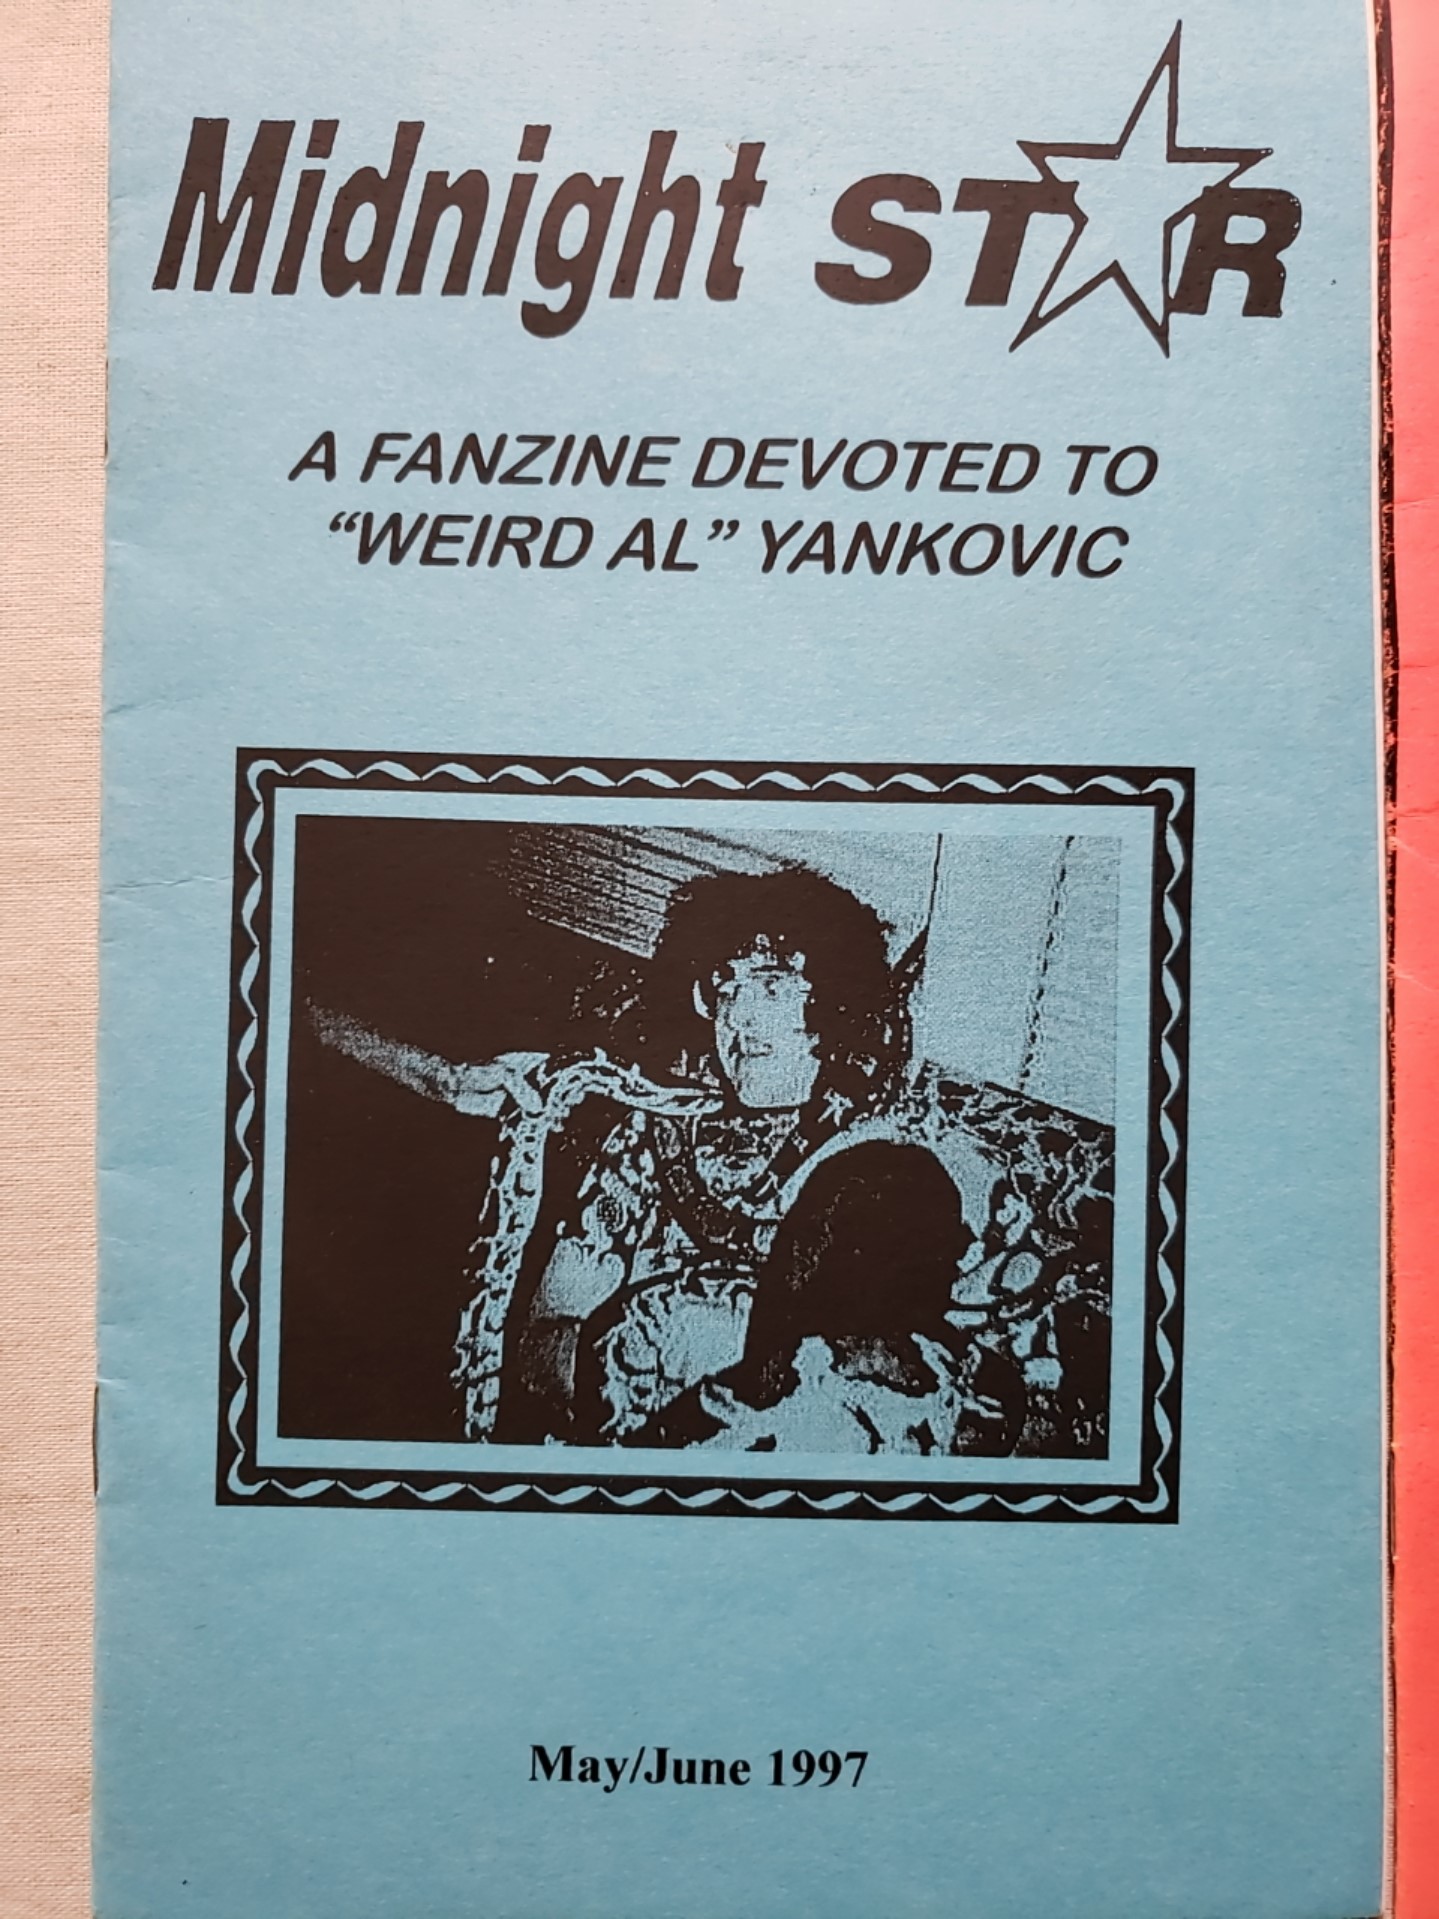 Midnight STAR
A FANZINE DEVOTED TO
“WEIRD AL” YANKOVIC
May/June 1997